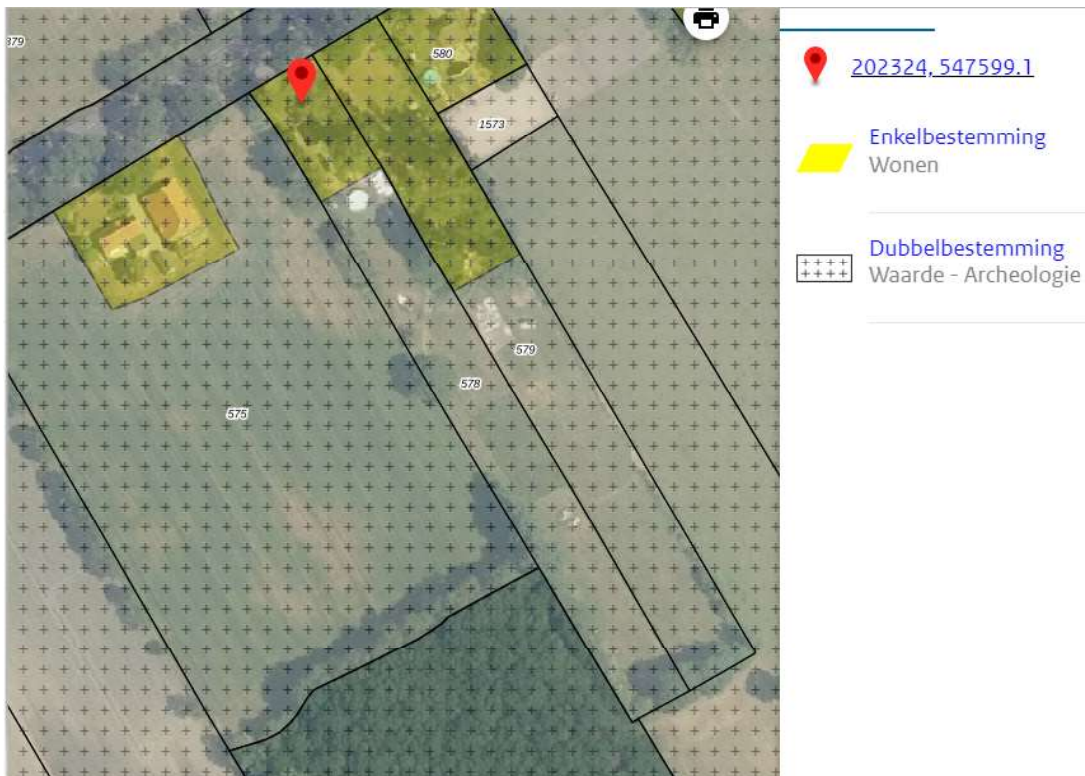 379
580
1573
579
578
575
202324, 547599.1
Enkelbestemming
Wonen
Dubbelbestemming
Waarde - Archeologie